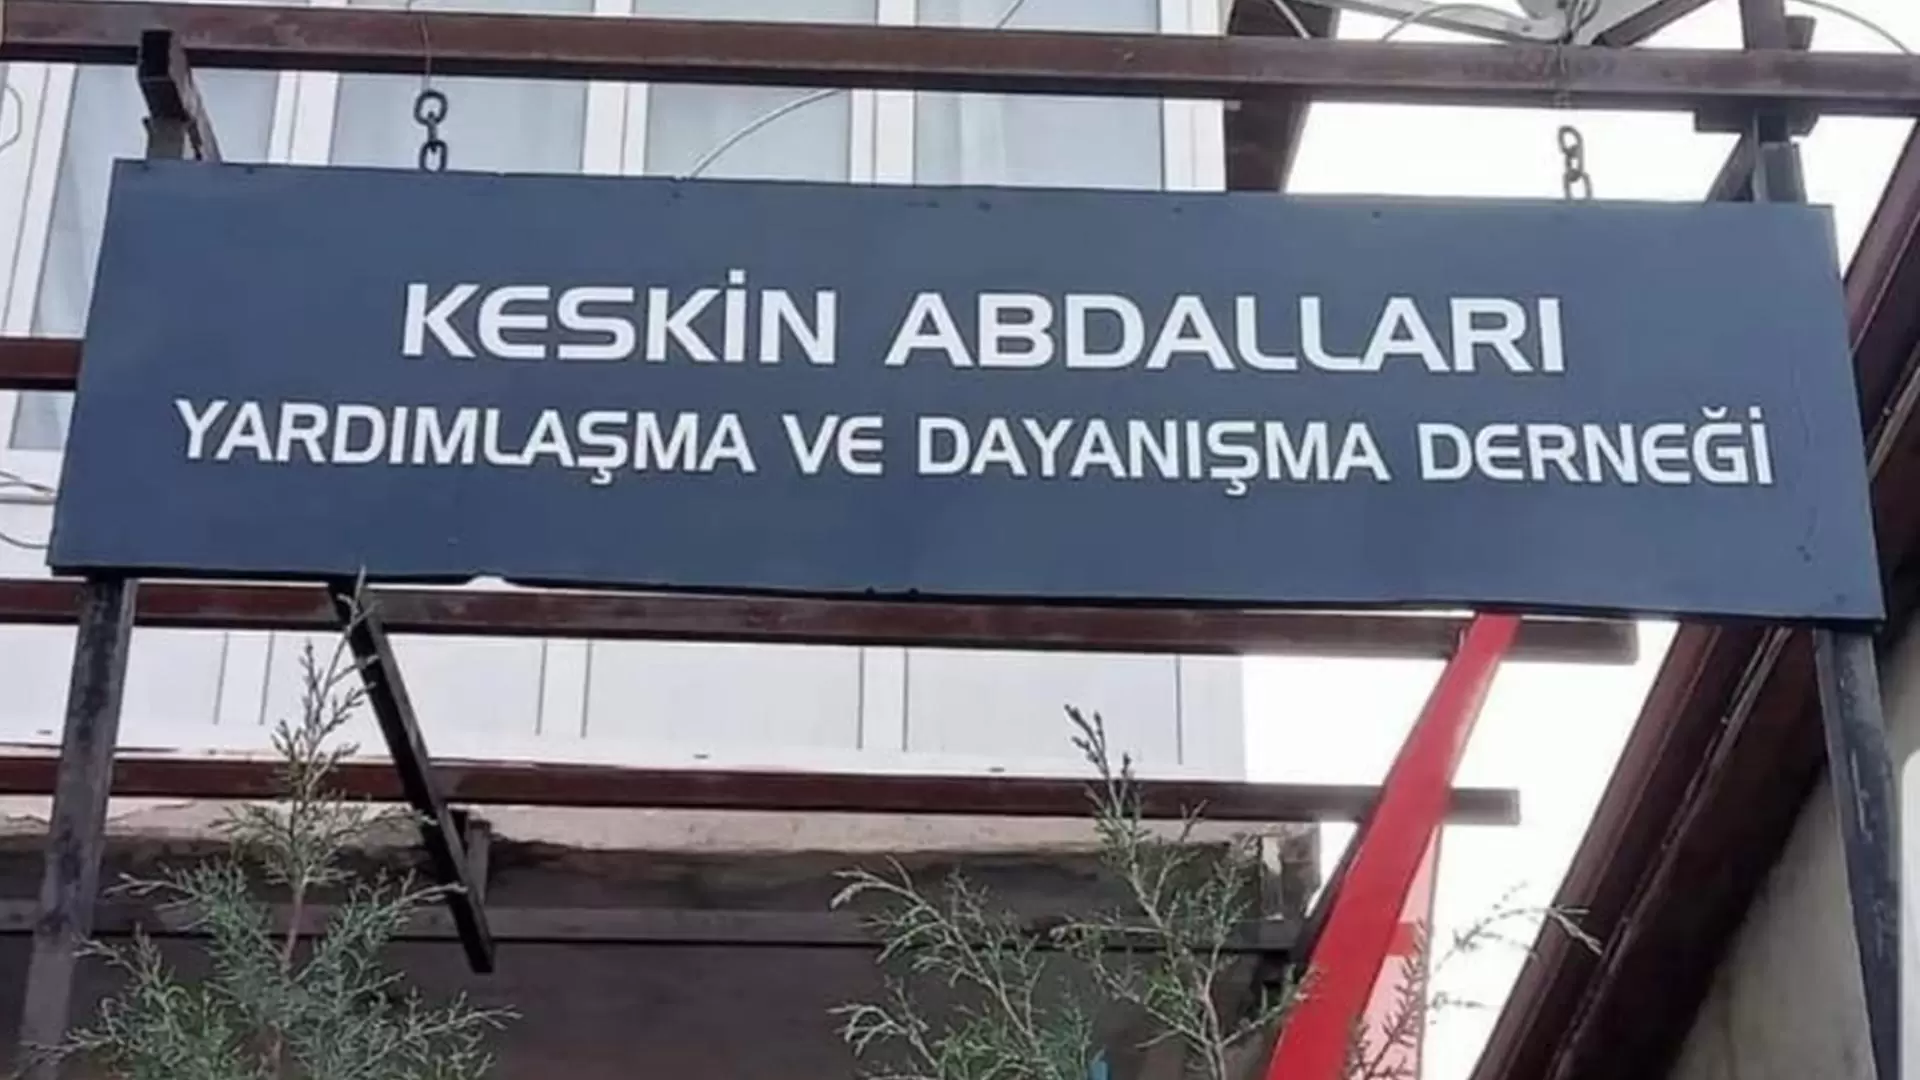 KESKİN ABDALLARI
YARDIMLAŞMA VE DAYANIŞMA DERNEĞİ